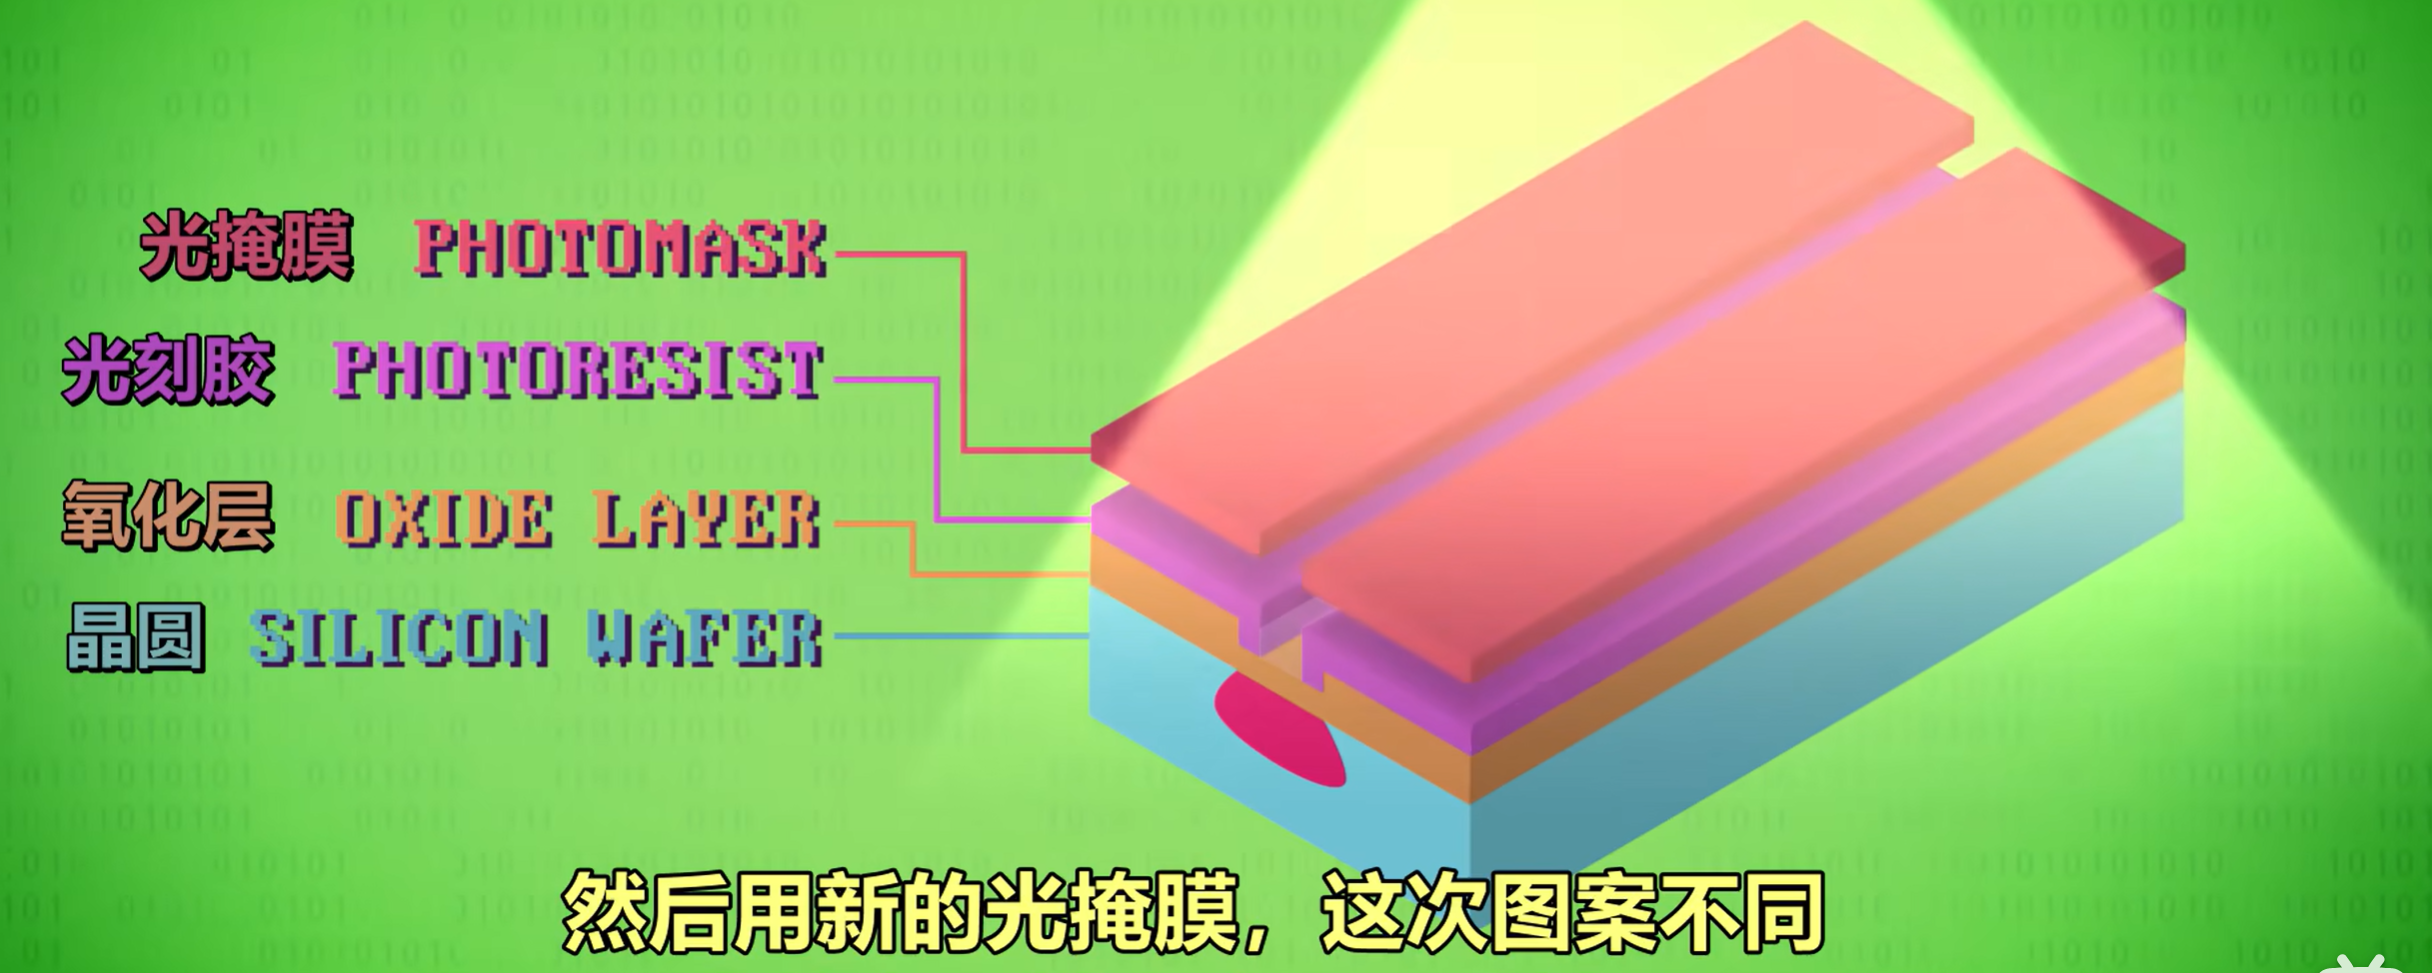 光掩膜 PHOTOMASK
光刻胶 PHOTORESIST
氧化层 OXIDE LAYER
晶圆 SILICON WAFER
然后用新的光掩膜，这次图案不同